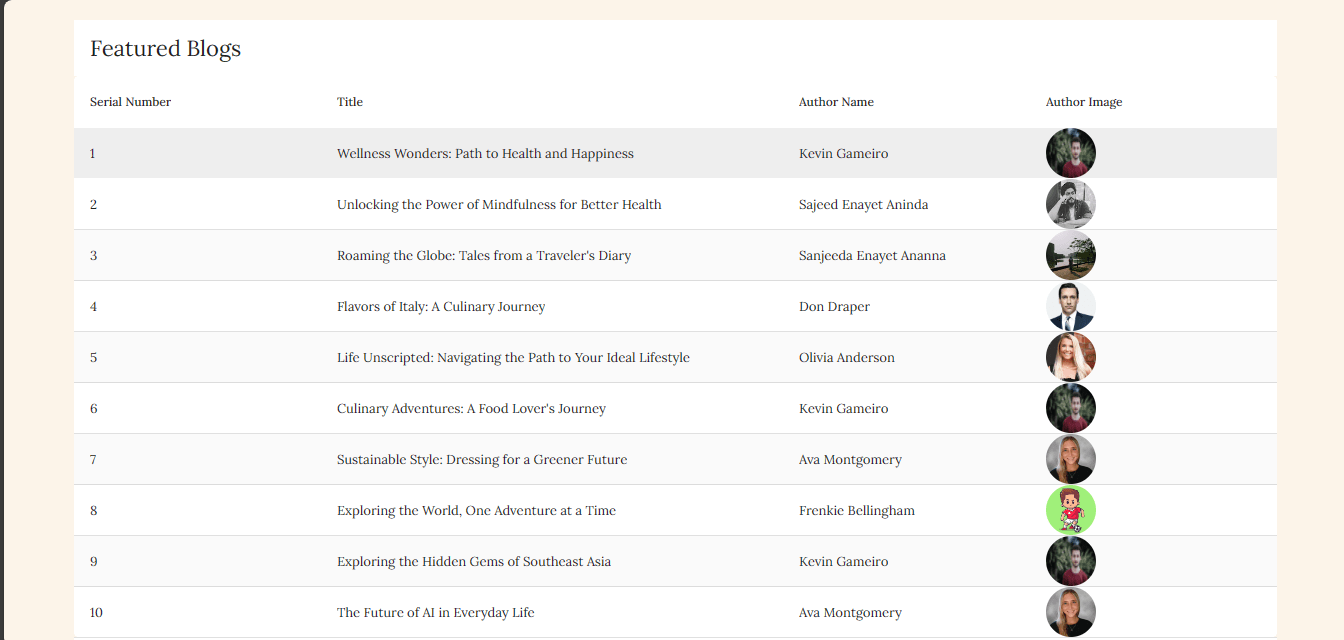 Featured Blogs
Serial Number Title Author Name Author Image
1 Wellness Wonders: Path to Health and Happiness Kevin Gameiro
2 Unlocking the Power of Mindfulness for Better Health Sajeed Enayet Aninda
3 Roaming the Globe: Tales from a Traveler's Diary Sanjeeda Enayet Ananna
4 Flavors of Italy: A Culinary Journey Don Draper
5 Life Unscripted: Navigating the Path to Your Ideal Lifestyle Olivia Anderson
6 Culinary Adventures: A Food Lover's Journey Kevin Gameiro
7 Sustainable Style: Dressing for a Greener Future Ava Montgomery
8 Exploring the World, One Adventure at a Time Frenkie Bellingham
9 Exploring the Hidden Gems of Southeast Asia Kevin Gameiro
10 The Future of AI in Everyday Life Ava Montgomery